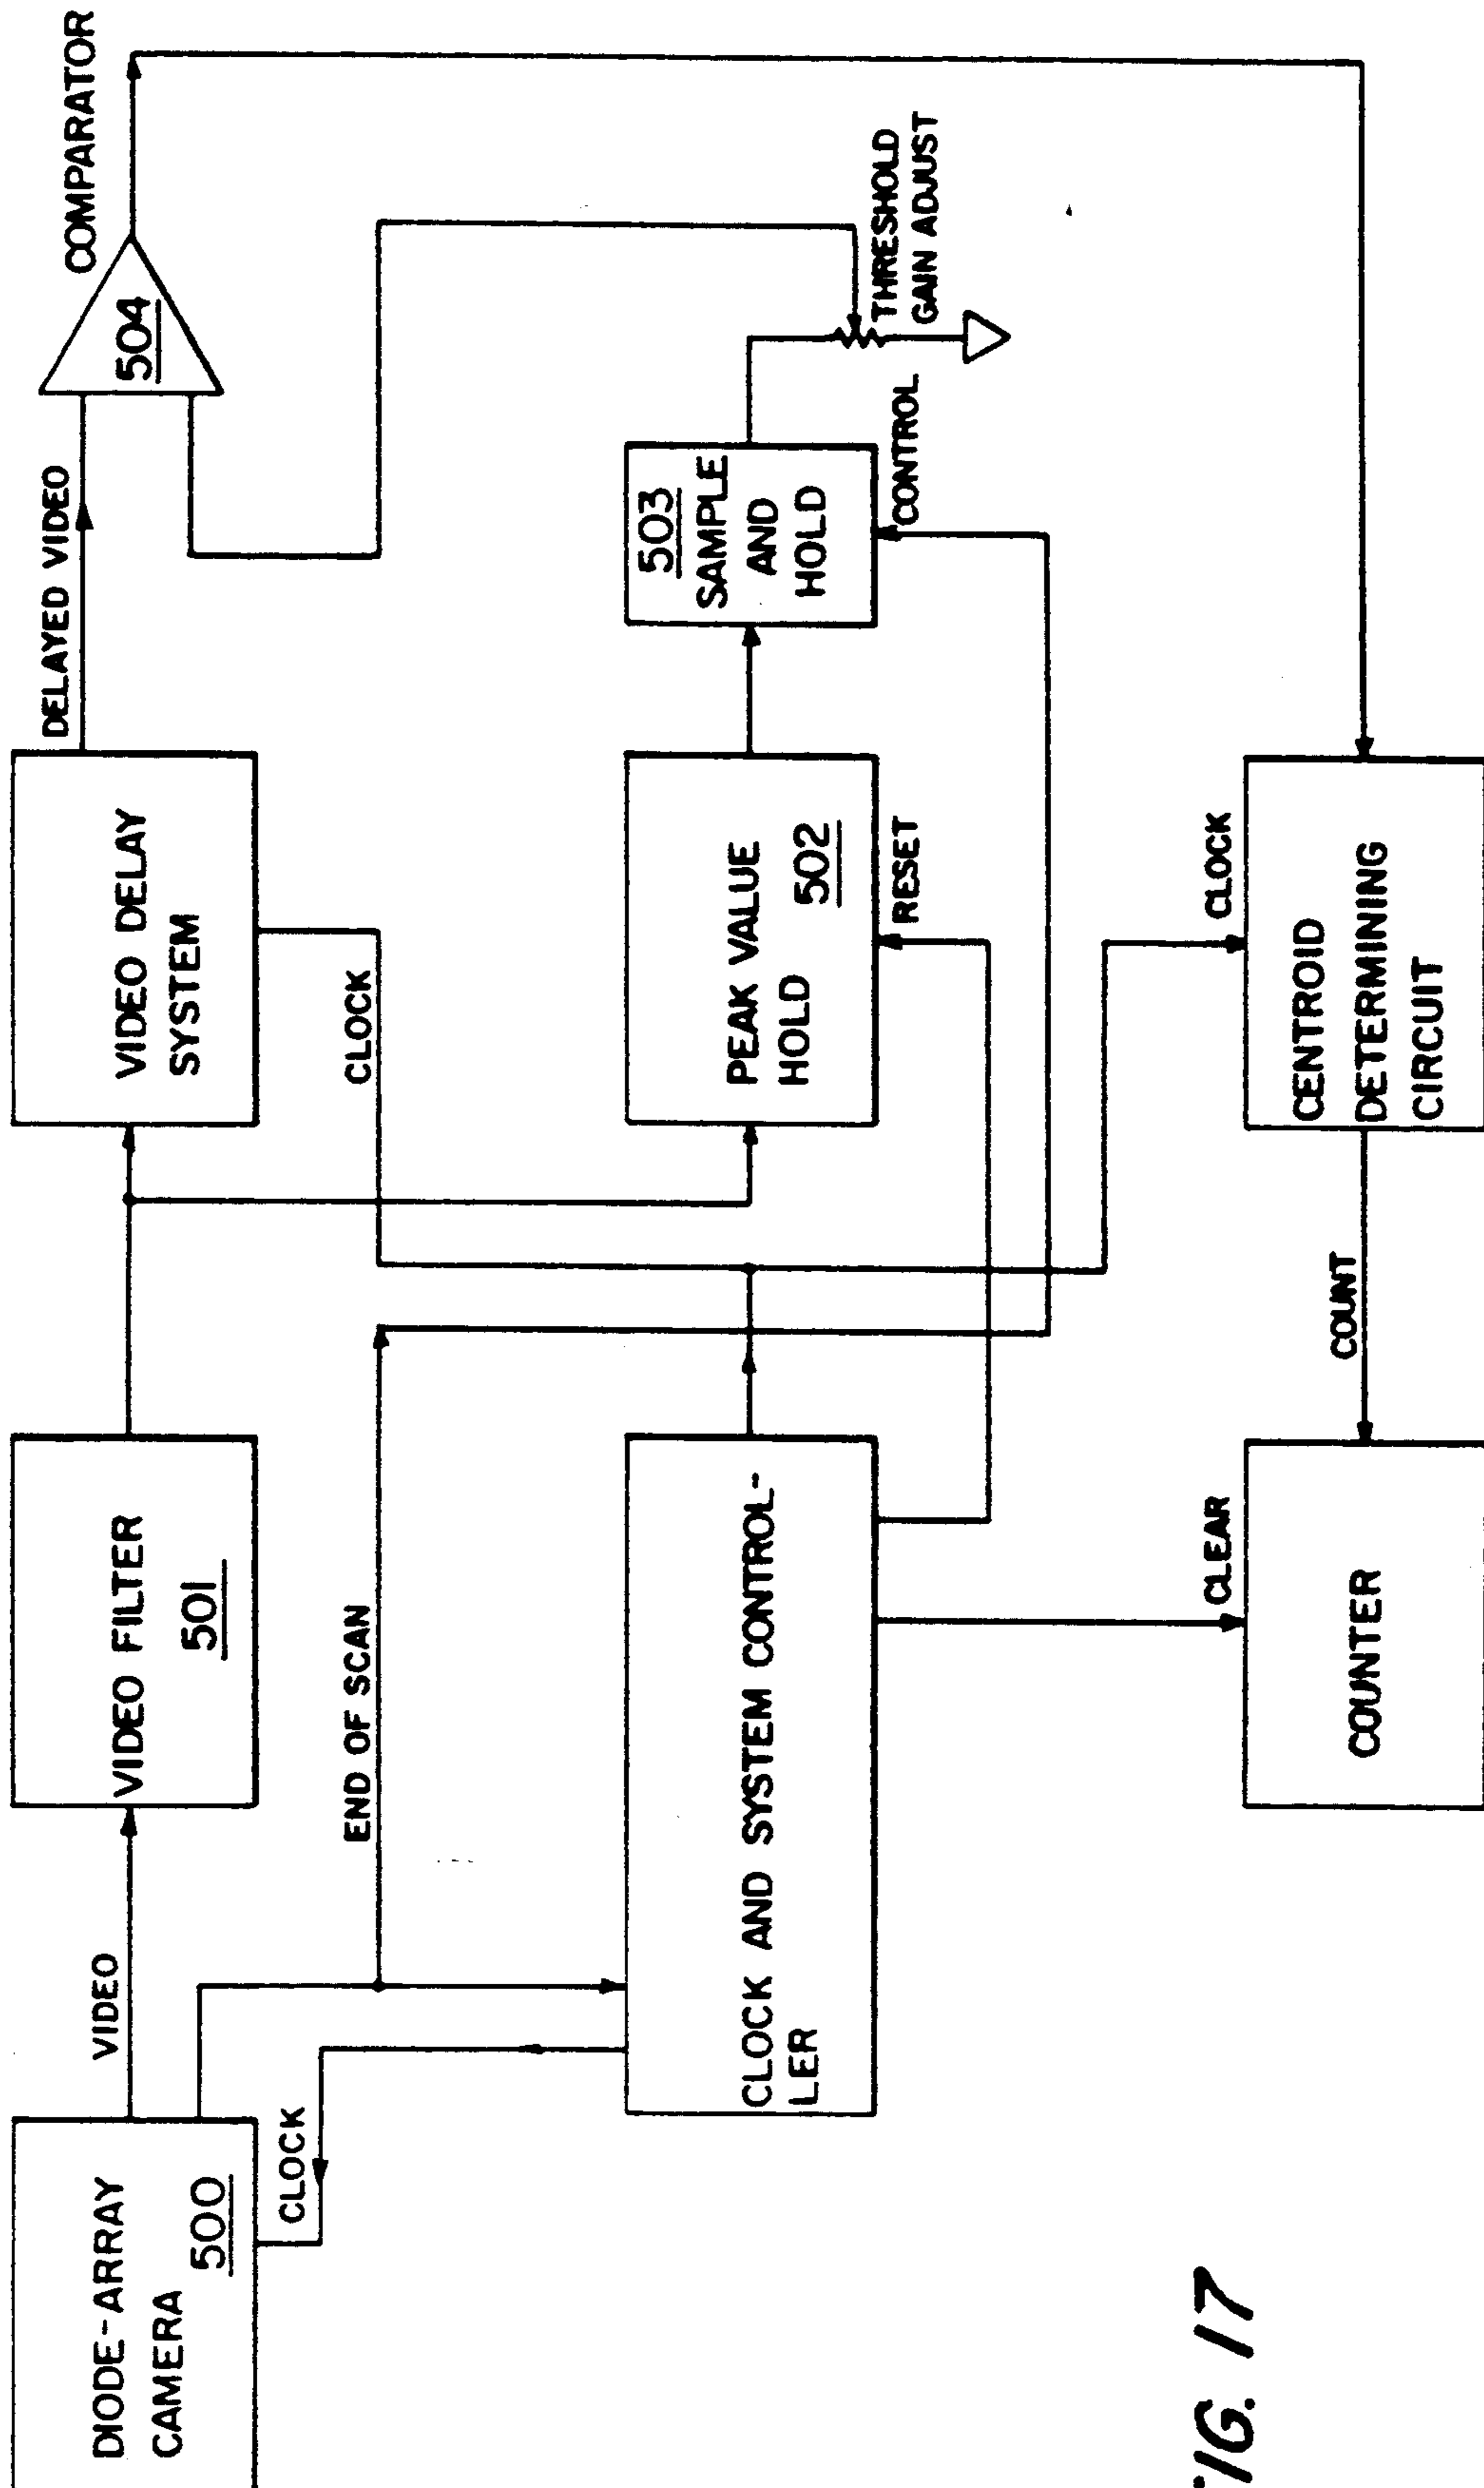 DIODE-ARRAY
CAMERA
500
VIDEO
CLOCK
VIDEO FILTER
501
END OF SCAN
VIDEO DELAY
SYSTEM
CLOCK
DELAYED VIDEO
504
COMPARATOR
CLOCK AND SYSTEM CONTROL-
LER
PEAK VALUE
HOLD 502
RESET
503
SAMPLE
AND
HOLD
CONTROL
THRESHOLD
GAIN ADJUST
CLEAR
COUNTER
COUNT
CLOCK
CENTROID
DETERMINING
CIRCUIT
FIG. 17